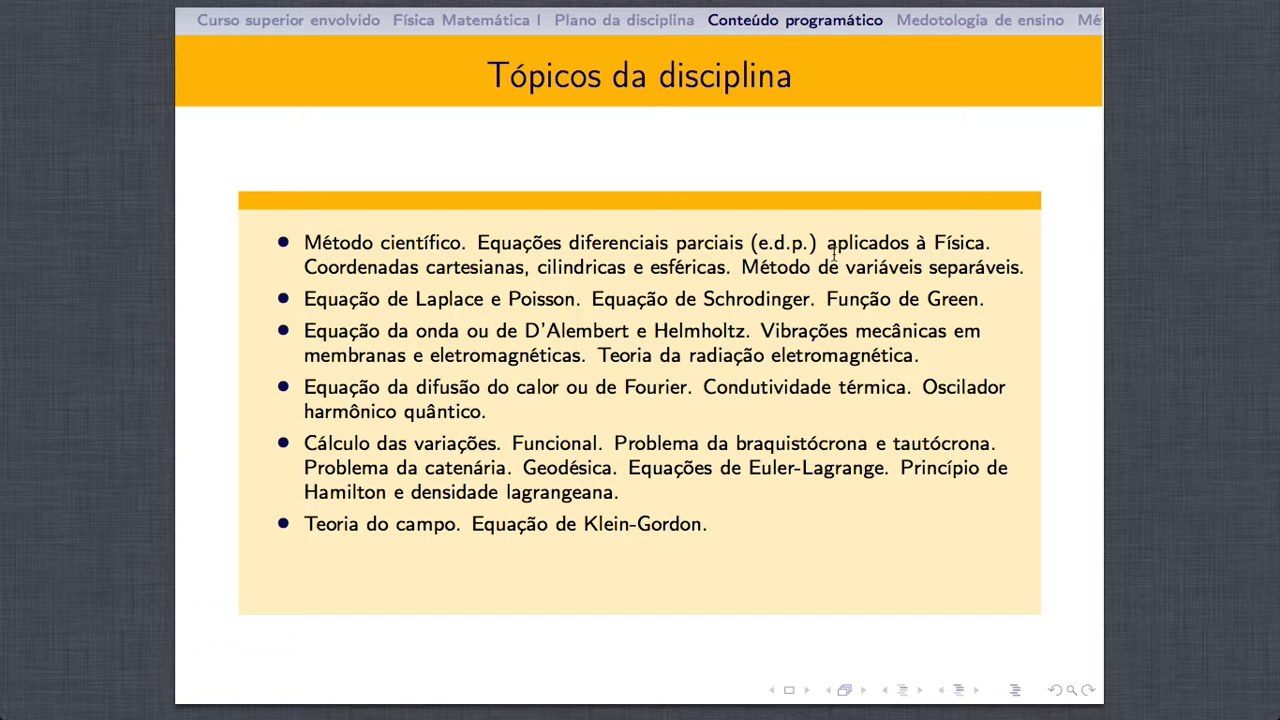 Curso superior envolvido Física Matemática I Plano da disciplina Conteúdo programático Medotologia de ensino Mé
Tópicos da disciplina
Método científico. Equações diferenciais parciais (e.d.p.) aplicados à Física.
Coordenadas cartesianas, cilindricas e esféricas. Método de variáveis separáveis.
Equação de Laplace e Poisson. Equação de Schrodinger. Função de Green.
Equação da onda ou de D'Alembert e Helmholtz. Vibrações mecânicas em
membranas e eletromagnéticas. Teoria da radiação eletromagnética.
Equação da difusão do calor ou de Fourier. Condutividade térmica. Oscilador
harmônico quântico.
Cálculo das variações. Funcional. Problema da braquistócrona e tautócrona.
Problema da catenária. Geodésica. Equações de Euler-Lagrange. Princípio de
Hamilton e densidade lagrangeana.
Teoria do campo. Equação de Klein-Gordon.